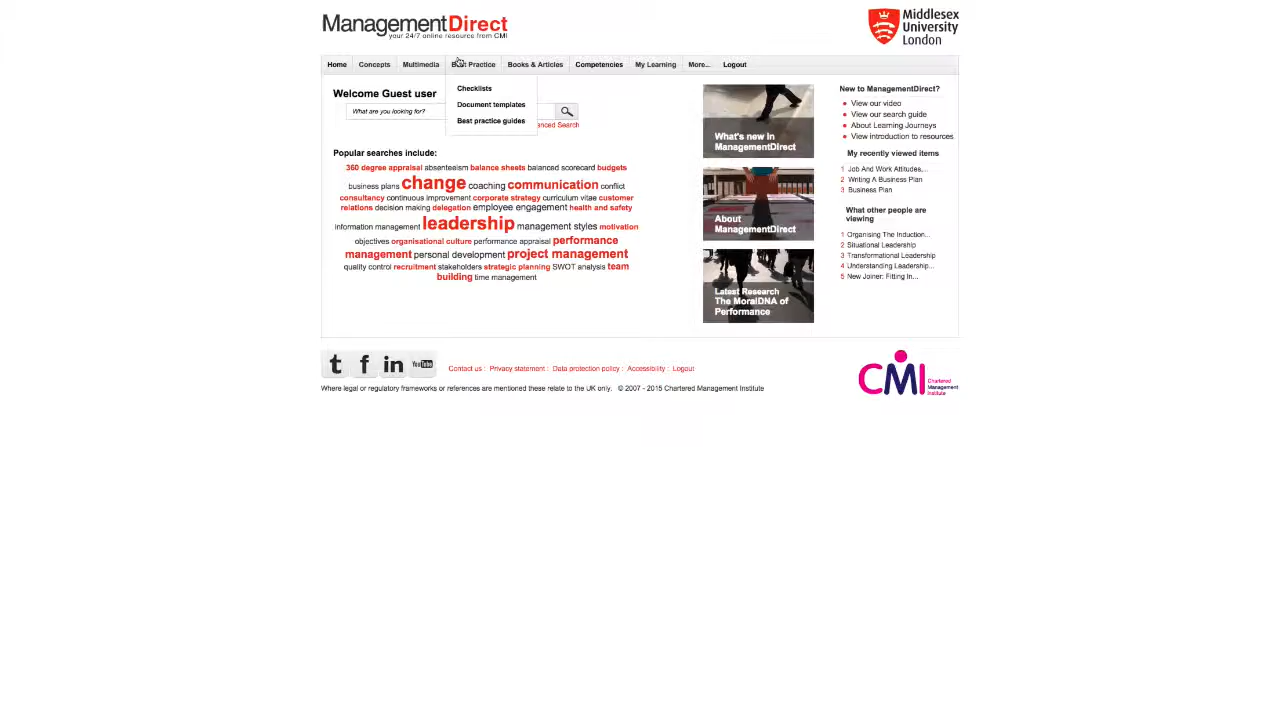 ManagementDirect
your 24/7 online resource from CMI
Middlesex
University
London
Home Concepts Multimedia Best Practice Books & Articles Competencies My Learning More... Logout
Checklists
Document templates
Best practice guides
Welcome Guest user
What are you looking for?
Search
Popular searches include:
360 degree appraisal absenteeism balance sheets balanced scorecard budgets
business plans change coaching communication conflict
consultancy continuous improvement corporate strategy curriculum vitae customer
relations decision making delegation employee engagement health and safety
information management leadership management styles motivation
objectives organisational culture performance appraisal performance
management personal development project management
quality control recruitment stakeholders strategic planning SWOT analysis team
building time management
What's new in
ManagementDirect
About
ManagementDirect
Latest Research
The MoralDNA of
Performance
New to ManagementDirect?
View our video
View our search guide
About Learning Journeys
View introduction to resources
My recently viewed items
1 Job And Work Attitudes,...
2 Writing A Business Plan
3 Business Plan
What other people are
viewing
1 Organising The Induction...
2 Situational Leadership
3 Transformational Leadership
4 Understanding Leadership...
5 New Joiner: Fitting In...
t f in YouTube
Contact us : Privacy statement : Data protection policy : Accessibility : Logout
Where legal or regulatory frameworks or references are mentioned these relate to the UK only. © 2007 - 2015 Chartered Management Institute
CMI
Chartered
Management
Institute